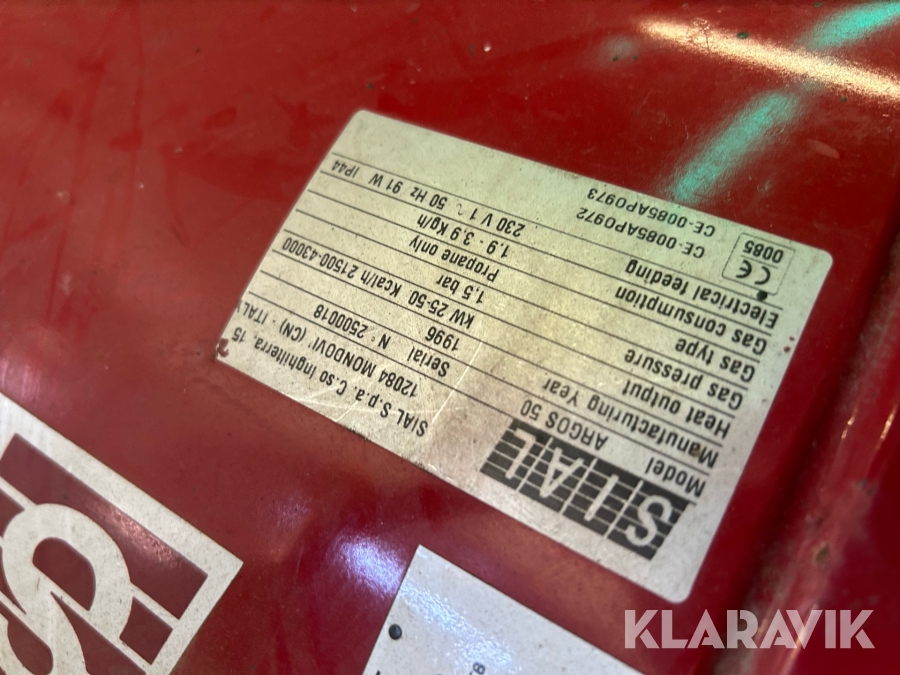 SIAL
SIAL S.p.a. C.so Inghilterra, 15
12084 MONDOVI' (CN) - ITALY
Model ARGOS 50 Serial N° 2500018
Manufacturing Year 1996
Heat output kW 25-50 Kcal/h 21500-43000
Gas pressure 1,5 bar
Gas type Propane only
Gas consumption 1.9 - 3.9 Kg/h
Electrical feeding 230 V 1 ~ 50 Hz 91 W IP44
CE
0085
CE-0085AP0972
CE-0085AP0973
KLARAVIK